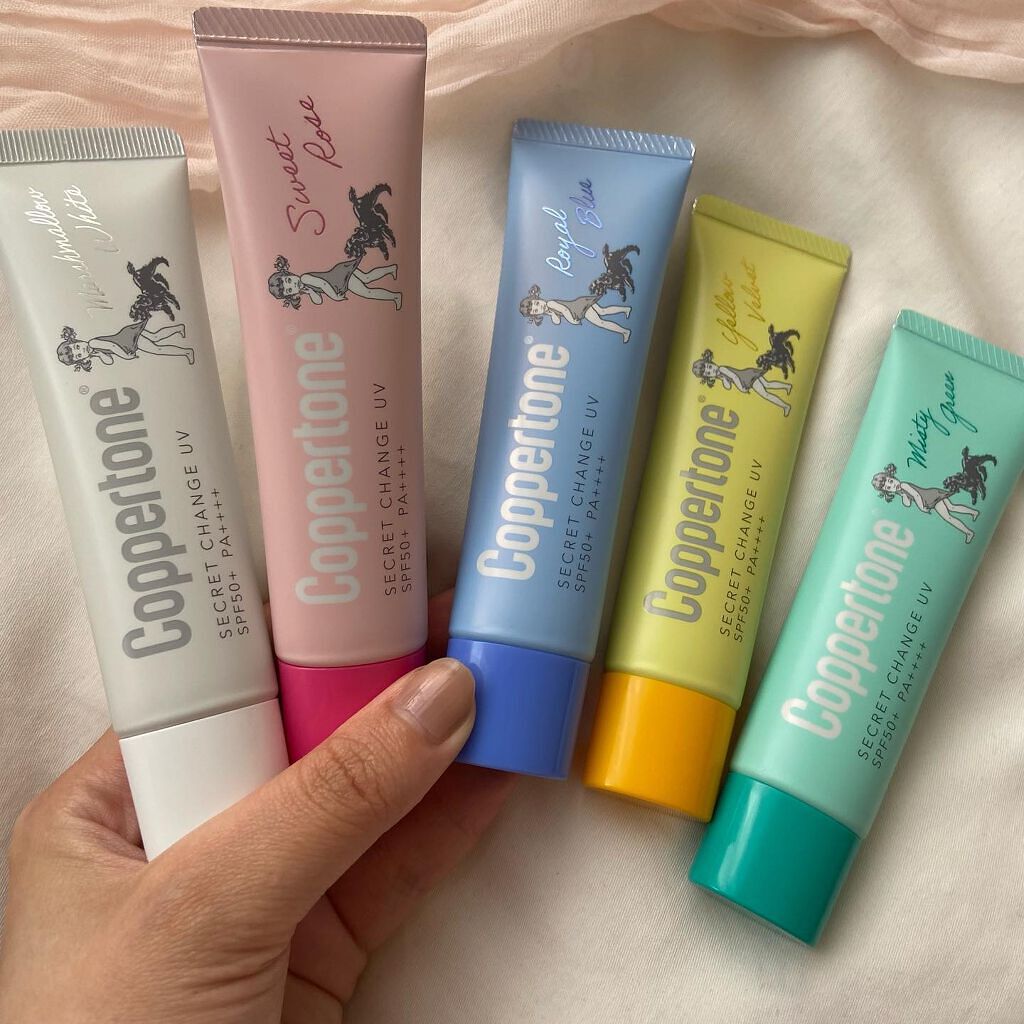 Marshmallow
White
Coppertone®
SECRET CHANGE UV
SPF50+ PA++++
Sweet
Rose
Coppertone®
SECRET CHANGE UV
SPF50+ PA++++
Royal
Blue
Coppertone®
SECRET CHANGE UV
SPF50+ PA++++
Yellow
Velvet
Coppertone®
SECRET CHANGE UV
SPF50+ PA++++
Misty
Green
Coppertone®
SECRET CHANGE UV
SPF50+ PA++++